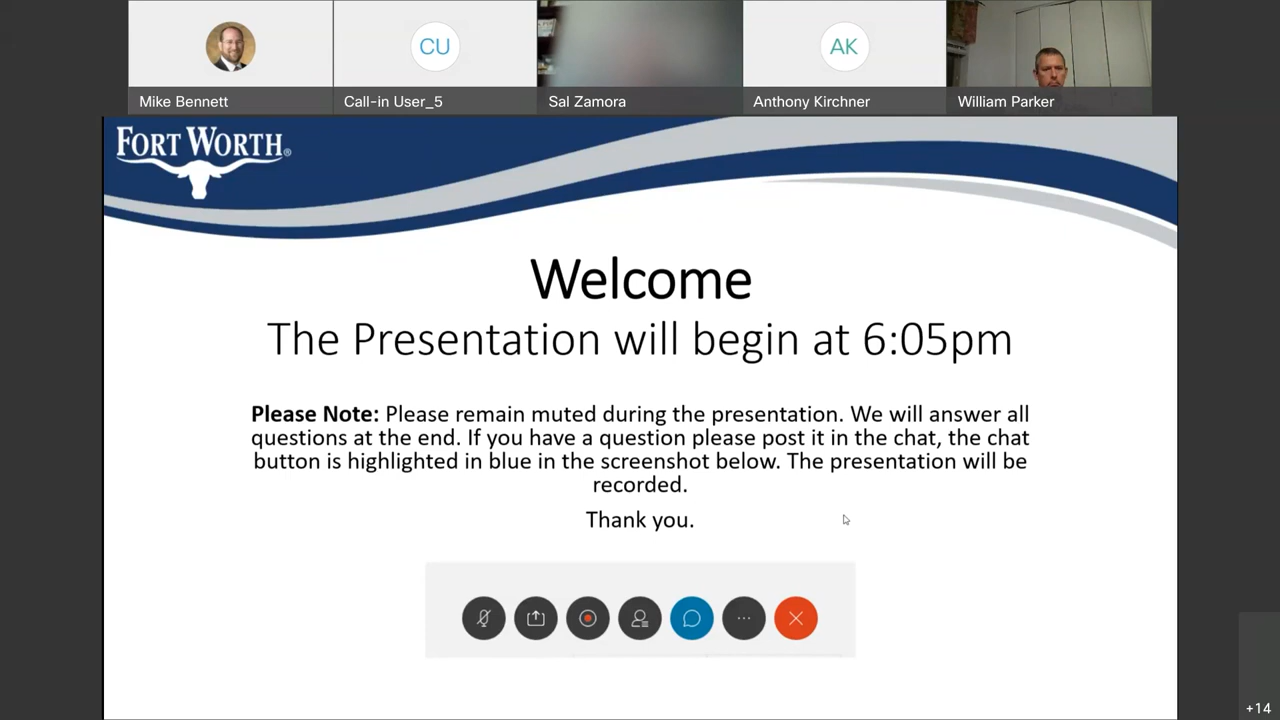 CU
AK
Mike Bennett
Call-in User_5
Sal Zamora
Anthony Kirchner
William Parker
FORT WORTH®
Welcome
The Presentation will begin at 6:05pm
Please Note: Please remain muted during the presentation. We will answer all
questions at the end. If you have a question please post it in the chat, the chat
button is highlighted in blue in the screenshot below. The presentation will be
recorded.
Thank you.
+14